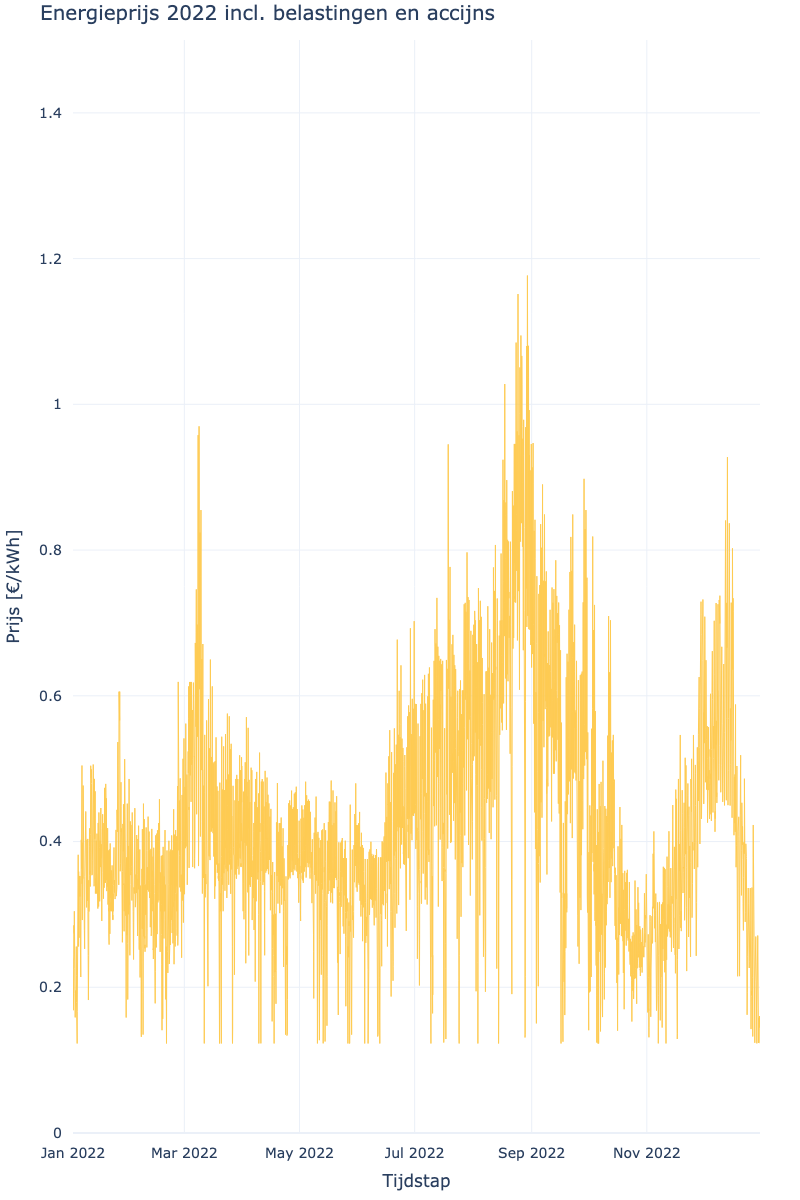 Energieprijs 2022 incl. belastingen en accijns
Prijs [€/kWh]
1.4
1.2
1
0.8
0.6
0.4
0.2
0
Jan 2022 Mar 2022 May 2022 Jul 2022 Sep 2022 Nov 2022
Tijdstap